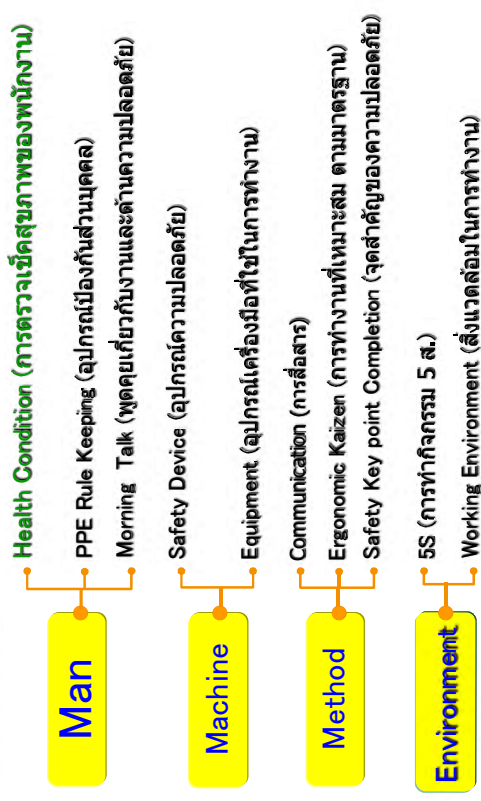 Man
Health Condition (การตรวจเช็คสุขภาพของพนักงาน)
PPE Rule Keeping (อุปกรณ์ป้องกันส่วนบุคคล)
Morning Talk (พูดคุยเกี่ยวกับงานและด้านความปลอดภัย)
Machine
Safety Device (อุปกรณ์ความปลอดภัย)
Equipment (อุปกรณ์เครื่องมือที่ใช้ในการทำงาน)
Method
Communication (การสื่อสาร)
Ergonomic Kaizen (การทำงานที่เหมาะสม ตามมาตรฐาน)
Safety Key point Completion (จุดสำคัญของความปลอดภัย)
Environment
5S (การทำกิจกรรม 5 ส.)
Working Environment (สิ่งแวดล้อมในการทำงาน)